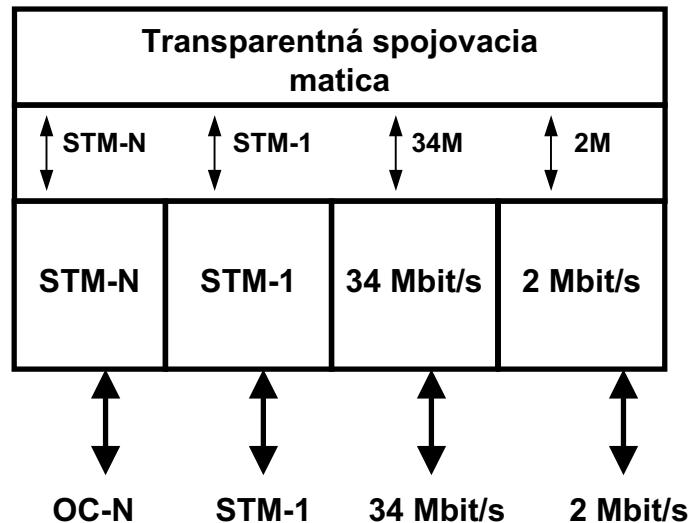 Transparentná spojovacia
matica
STM-N STM-1 34M 2M
STM-N STM-1 34 Mbit/s 2 Mbit/s
OC-N STM-1 34 Mbit/s 2 Mbit/s